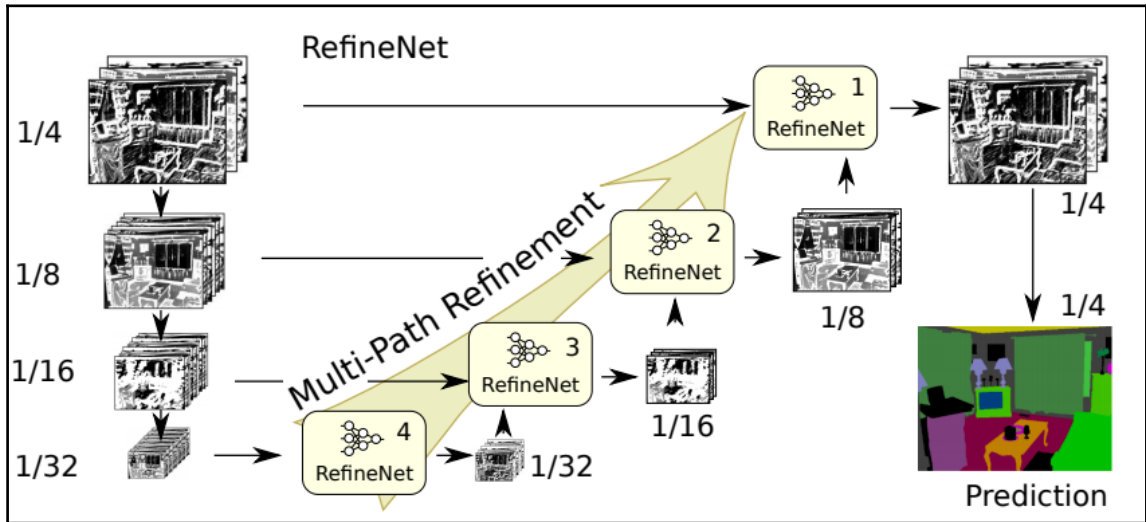 RefineNet
1/4
1
RefineNet
1/4
1/8
2
RefineNet
1/8
1/4
Multi-Path Refinement
1/16
3
RefineNet
1/16
1/32
4
RefineNet
1/32
Prediction